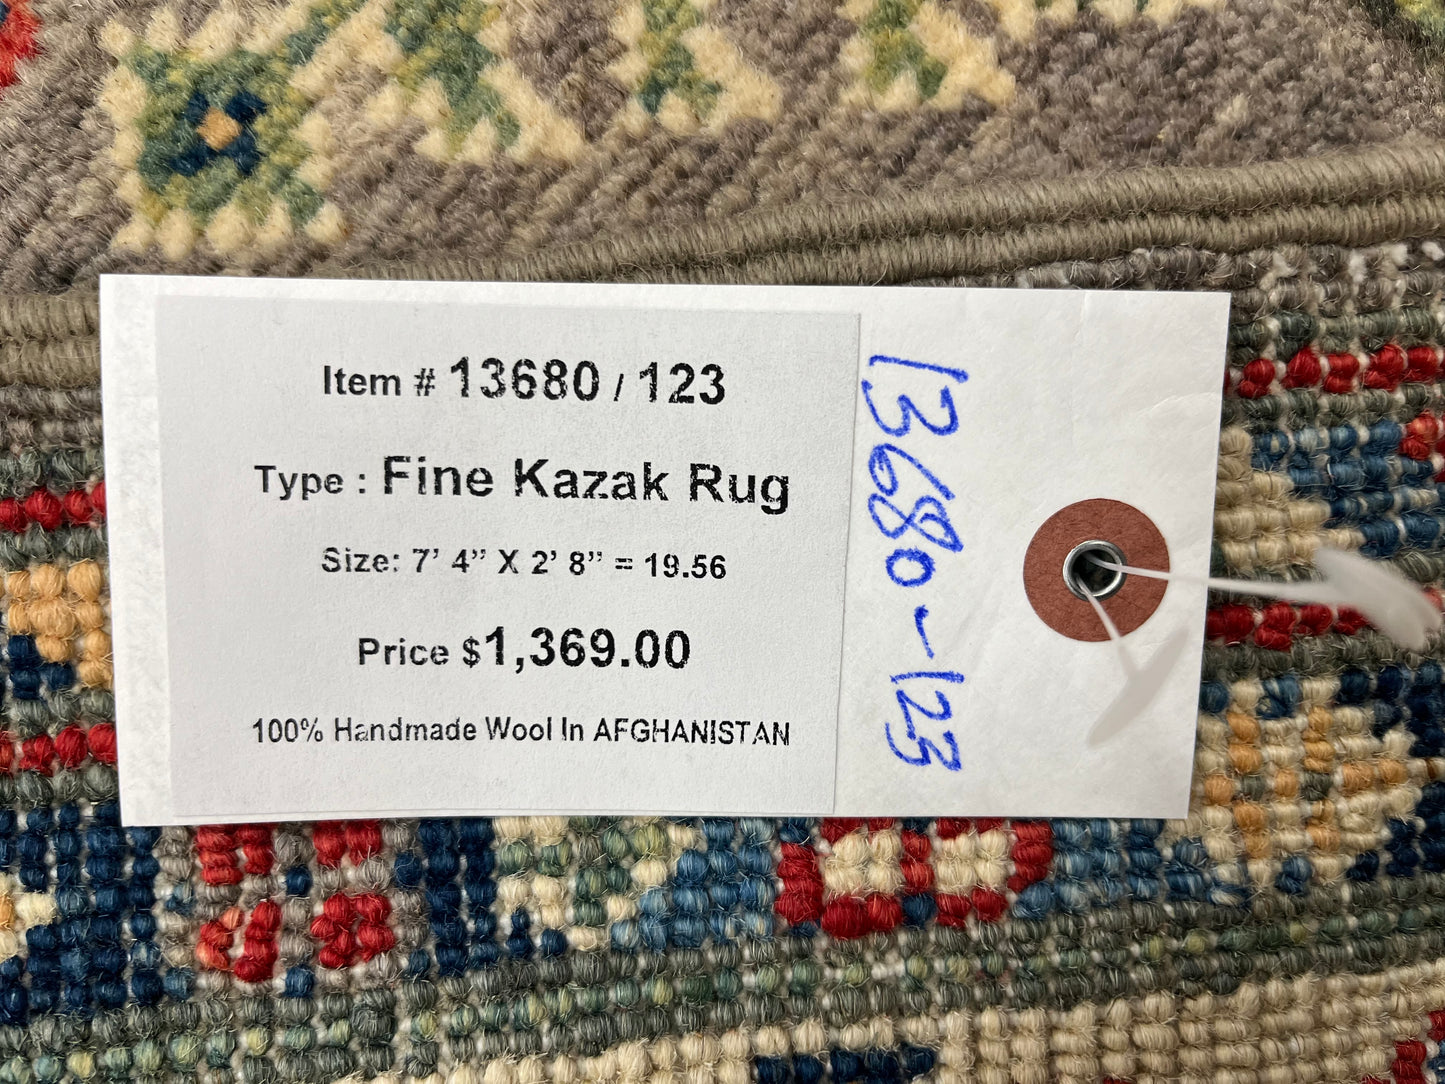 Item # 13680 / 123
Type : Fine Kazak Rug
Size: 7’ 4” X 2’ 8” = 19.56
Price $1,369.00
100% Handmade Wool In AFGHANISTAN
13680-123